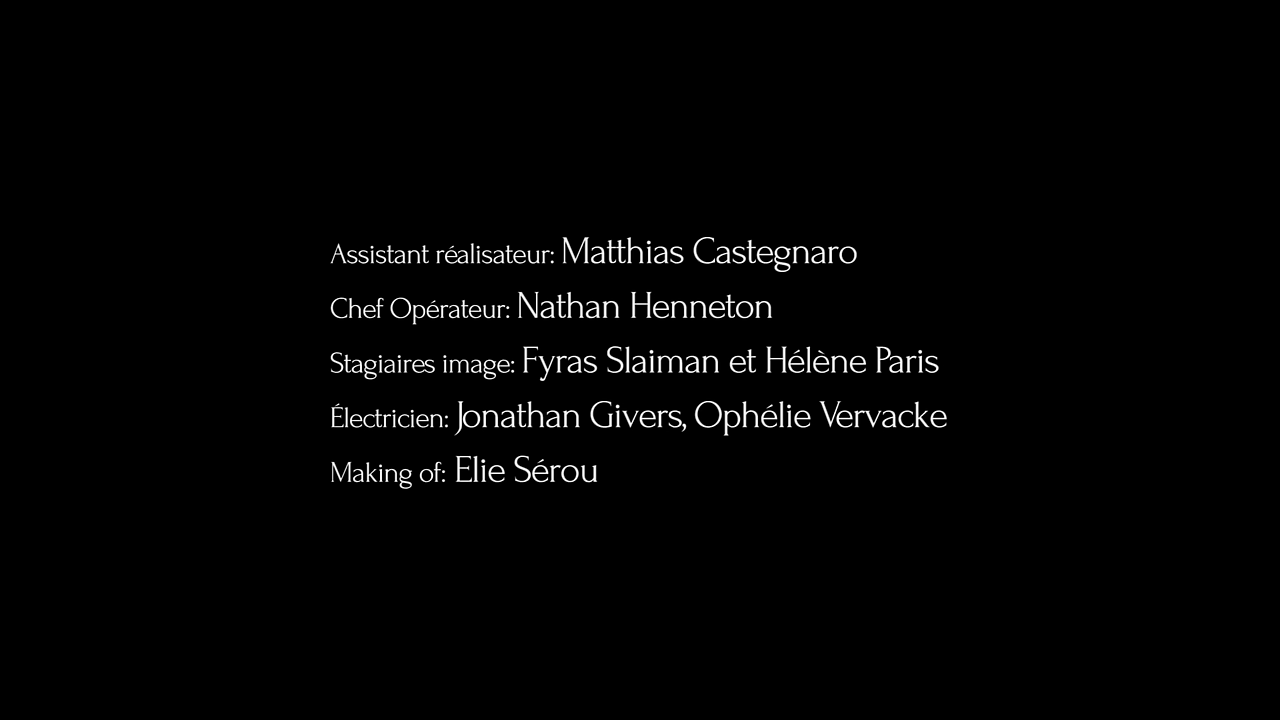 Assistant réalisateur: Matthias Castegnaro
Chef Opérateur: Nathan Henneton
Stagiaires image: Fyras Slaiman et Hélène Paris
Électricien: Jonathan Givers, Ophélie Vervacke
Making of: Elie Sérou